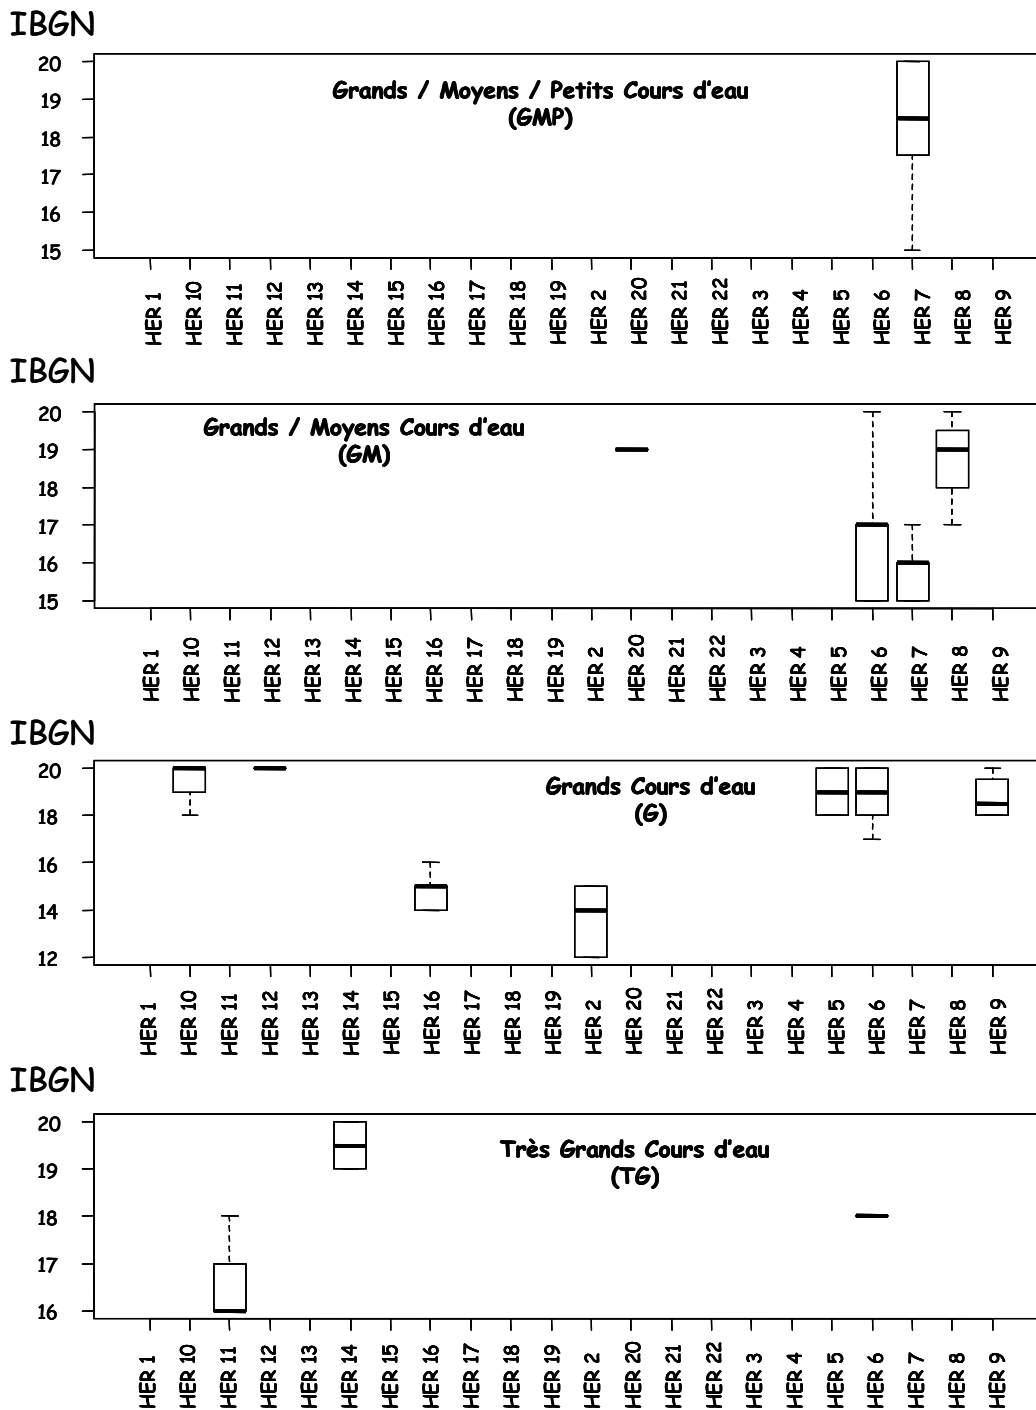 IBGN
Grands / Moyens / Petits Cours d'eau
(GMP)
20
19
18
17
16
15
HER 1 HER 10 HER 11 HER 12 HER 13 HER 14 HER 15 HER 16 HER 17 HER 18 HER 19 HER 2 HER 20 HER 21 HER 22 HER 3 HER 4 HER 5 HER 6 HER 7 HER 8 HER 9
IBGN
Grands / Moyens Cours d'eau
(GM)
20
19
18
17
16
15
HER 1 HER 10 HER 11 HER 12 HER 13 HER 14 HER 15 HER 16 HER 17 HER 18 HER 19 HER 2 HER 20 HER 21 HER 22 HER 3 HER 4 HER 5 HER 6 HER 7 HER 8 HER 9
IBGN
Grands Cours d'eau
(G)
20
18
16
14
12
HER 1 HER 10 HER 11 HER 12 HER 13 HER 14 HER 15 HER 16 HER 17 HER 18 HER 19 HER 2 HER 20 HER 21 HER 22 HER 3 HER 4 HER 5 HER 6 HER 7 HER 8 HER 9
IBGN
Très Grands Cours d'eau
(TG)
20
19
18
17
16
HER 1 HER 10 HER 11 HER 12 HER 13 HER 14 HER 15 HER 16 HER 17 HER 18 HER 19 HER 2 HER 20 HER 21 HER 22 HER 3 HER 4 HER 5 HER 6 HER 7 HER 8 HER 9